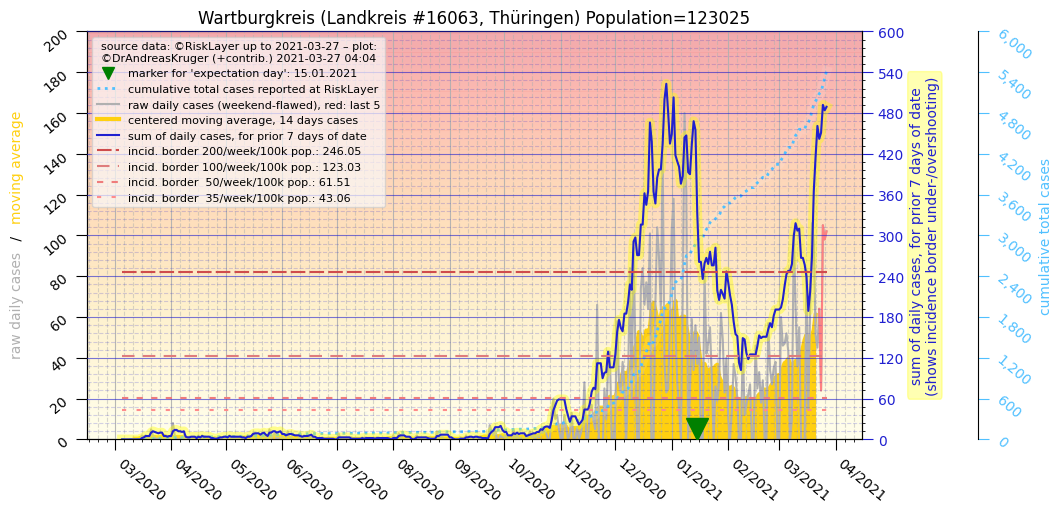 Wartburgkreis (Landkreis #16063, Thüringen) Population=123025
source data: ©RiskLayer up to 2021-03-27 – plot:
©DrAndreasKruger (+contrib.) 2021-03-27 04:04
marker for 'expectation day': 15.01.2021
cumulative total cases reported at RiskLayer
raw daily cases (weekend-flawed), red: last 5
centered moving average, 14 days cases
sum of daily cases, for prior 7 days of date
incid. border 200/week/100k pop.: 246.05
incid. border 100/week/100k pop.: 123.03
incid. border  50/week/100k pop.: 61.51
incid. border  35/week/100k pop.: 43.06
raw daily cases / moving average
200
180
160
140
120
100
80
60
40
20
0
600
540
480
420
360
300
240
180
120
60
0
sum of daily cases, for prior 7 days of date
(shows incidence border under-/overshooting)
6,000
5,400
4,800
4,200
3,600
3,000
2,400
1,800
1,200
600
0
cumulative total cases
03/2020
04/2020
05/2020
06/2020
07/2020
08/2020
09/2020
10/2020
11/2020
12/2020
01/2021
02/2021
03/2021
04/2021